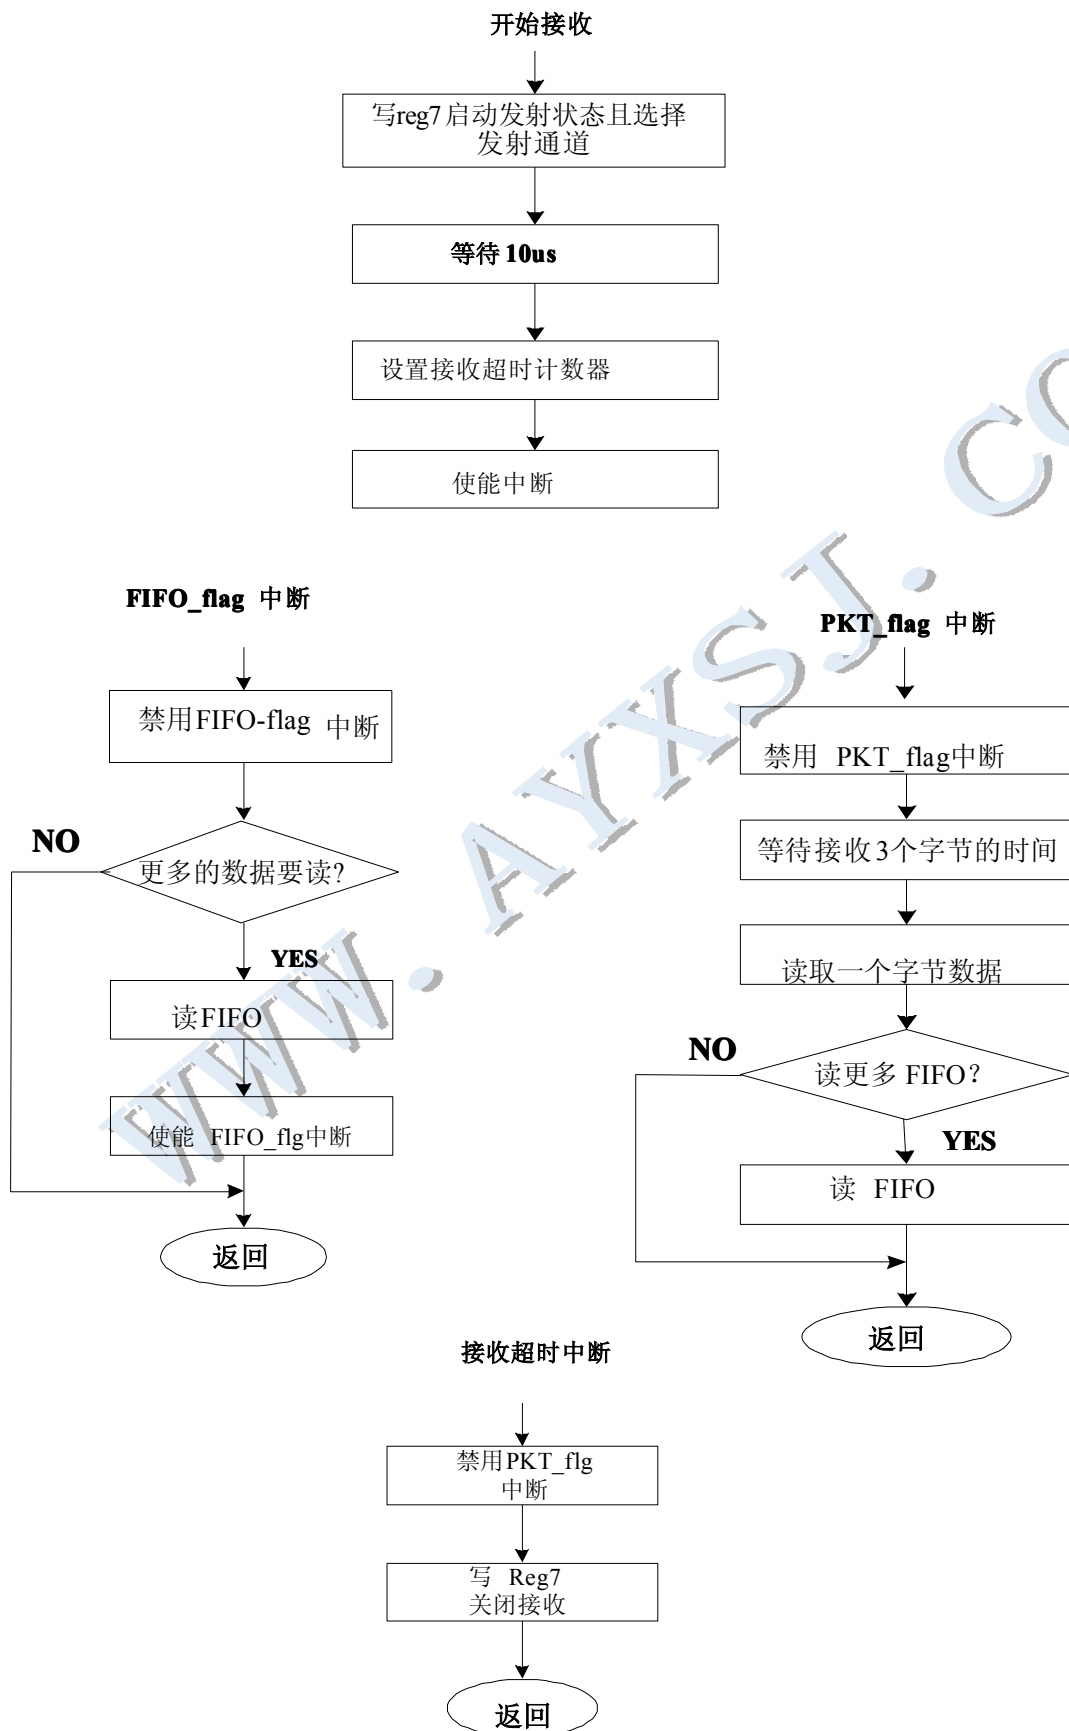 开始接收
写reg7启动发射状态且选择
发射通道
等待10us
设置接收超时计数器
使能中断
FIFO_flag 中断
禁用FIFO-flag 中断
NO
更多的数据要读?
YES
读FIFO
使能 FIFO_flg中断
返回
PKT_flag 中断
禁用 PKT_flag中断
等待接收3个字节的时间
读取一个字节数据
NO
读更多 FIFO?
YES
读 FIFO
返回
接收超时中断
禁用PKT_flg
中断
写 Reg7
关闭接收
返回
WWW.AYXSJ.CO